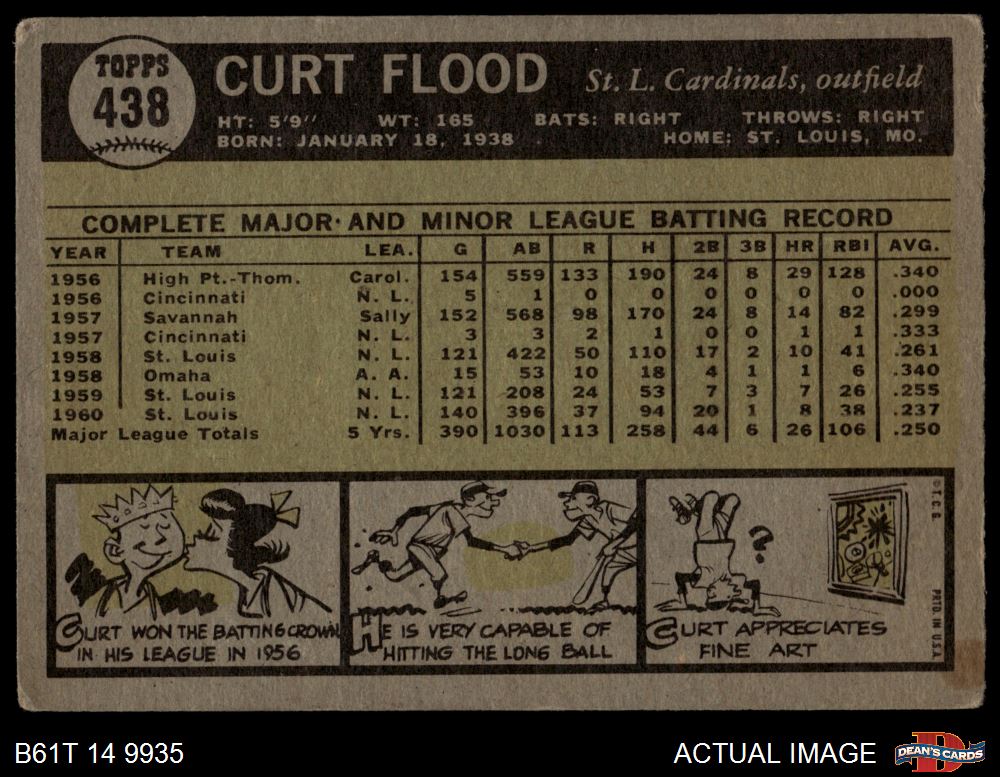 TOPPS
438
CURT FLOOD St. L. Cardinals, outfield
HT: 5'9" WT: 165 BATS: RIGHT THROWS: RIGHT
BORN: JANUARY 18, 1938 HOME: ST. LOUIS, MO.
COMPLETE MAJOR AND MINOR LEAGUE BATTING RECORD
YEAR TEAM LEA. G AB R H 2B 3B HR RBI AVG.
1956 High Pt.-Thom. Carol. 154 559 133 190 24 8 29 128 .340
1956 Cincinnati N. L. 5 1 0 0 0 0 0 0 .000
1957 Savannah Sally 152 568 98 170 24 8 14 82 .299
1957 Cincinnati N. L. 3 3 2 1 0 0 1 1 .333
1958 St. Louis N. L. 121 422 50 110 17 2 10 41 .261
1958 Omaha A. A. 15 53 10 18 4 1 1 6 .340
1959 St. Louis N. L. 121 208 24 53 7 3 7 26 .255
1960 St. Louis N. L. 140 396 37 94 20 1 8 38 .237
Major League Totals 5 Yrs. 390 1030 113 258 44 6 26 106 .250
CURT WON THE BATTING CROWN
IN HIS LEAGUE IN 1956
HE IS VERY CAPABLE OF
HITTING THE LONG BALL
?
CURT APPRECIATES
FINE ART
© T. C. G.
PRTD. IN U.S.A.
B61T 14 9935
ACTUAL IMAGE
D
DEAN'S CARDS